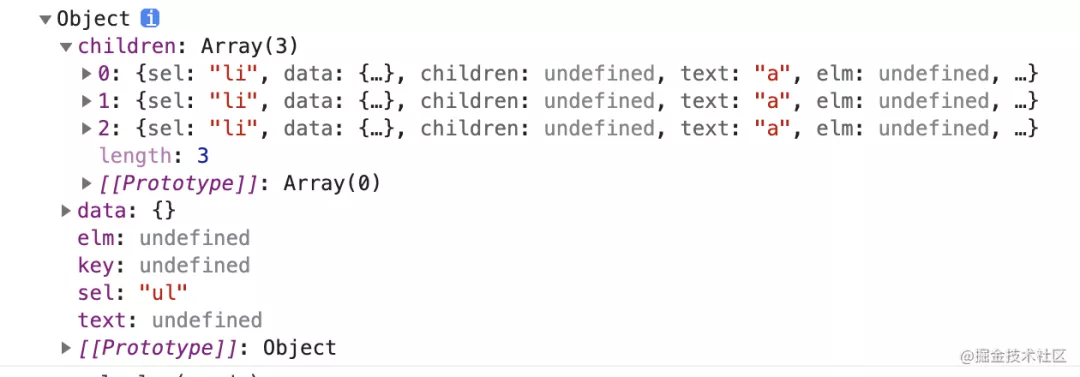 Object i
children: Array(3)
0: {sel: "li", data: {…}, children: undefined, text: "a", elm: undefined, …}
1: {sel: "li", data: {…}, children: undefined, text: "a", elm: undefined, …}
2: {sel: "li", data: {…}, children: undefined, text: "a", elm: undefined, …}
length: 3
[[Prototype]]: Array(0)
data: {}
elm: undefined
key: undefined
sel: "ul"
text: undefined
[[Prototype]]: Object
@掘金技术社区